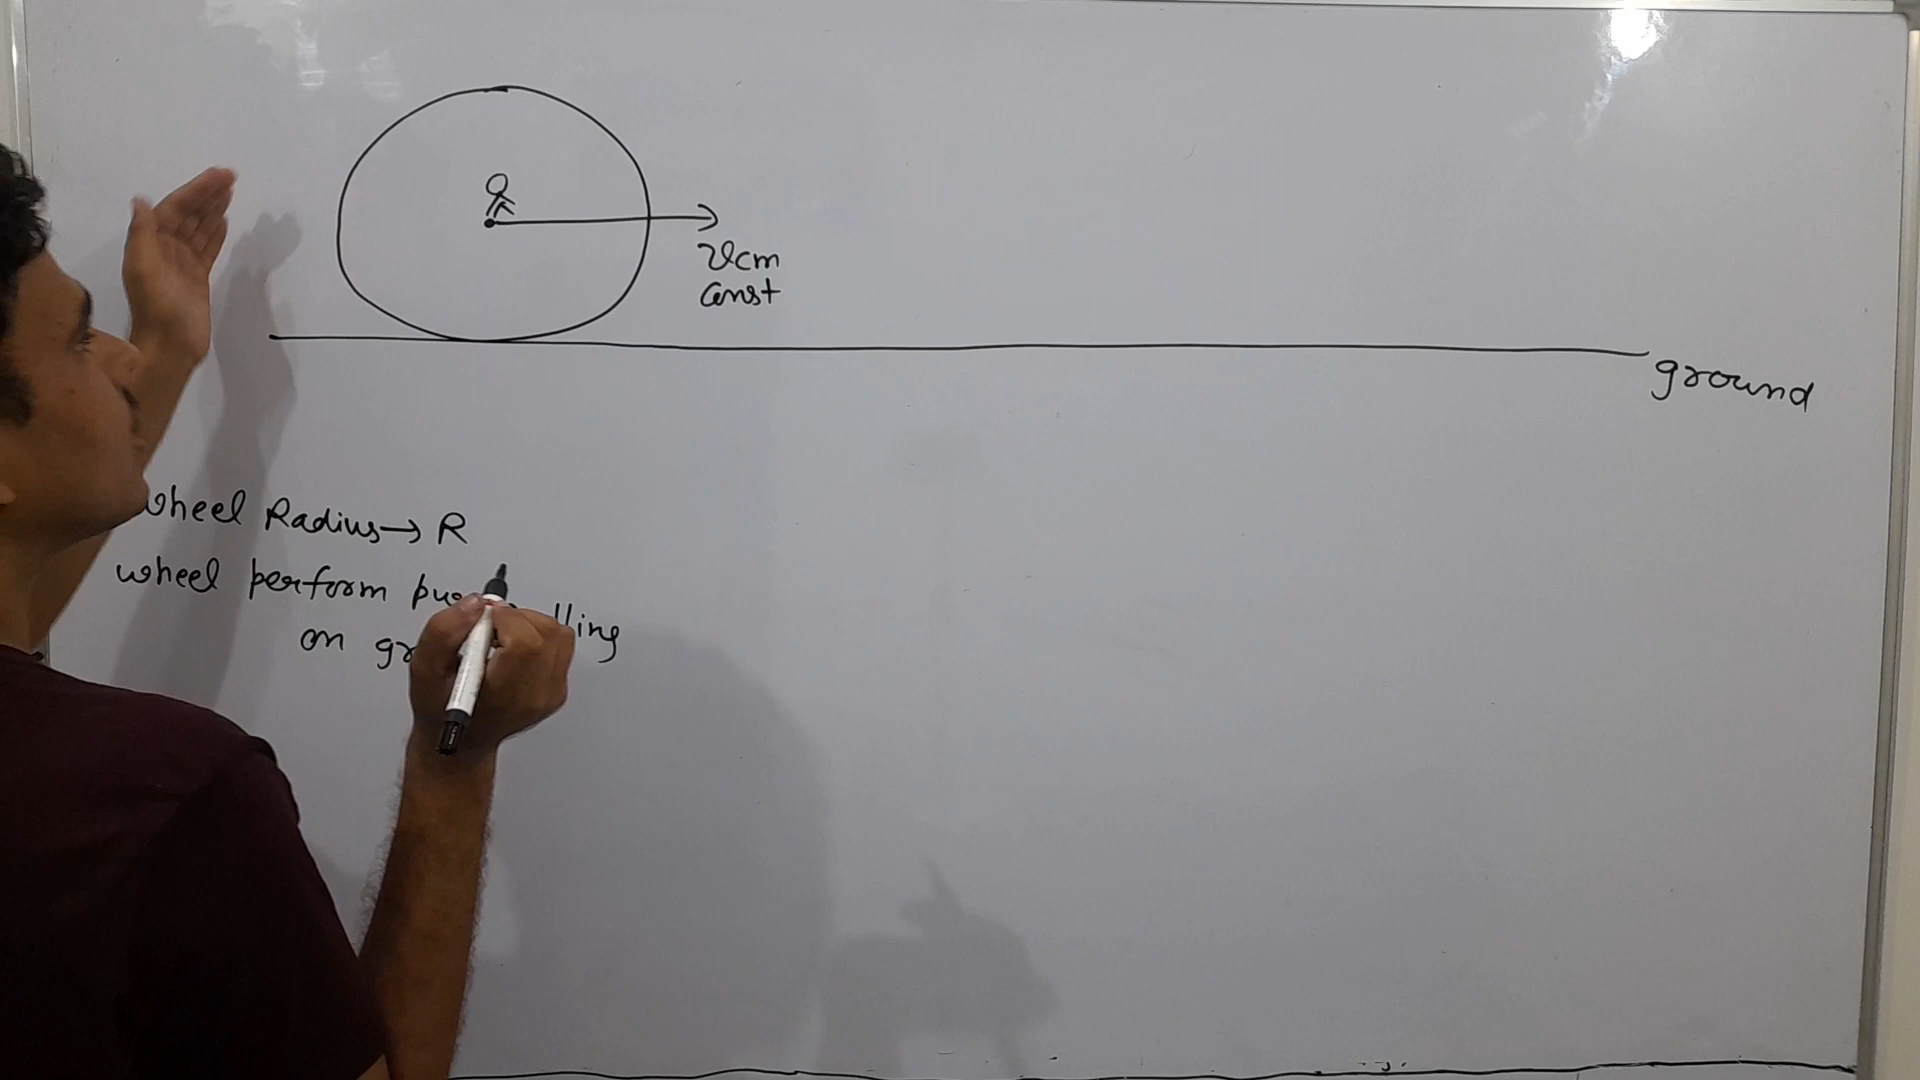 vcm
const
ground
wheel Radius → R
wheel perform
on